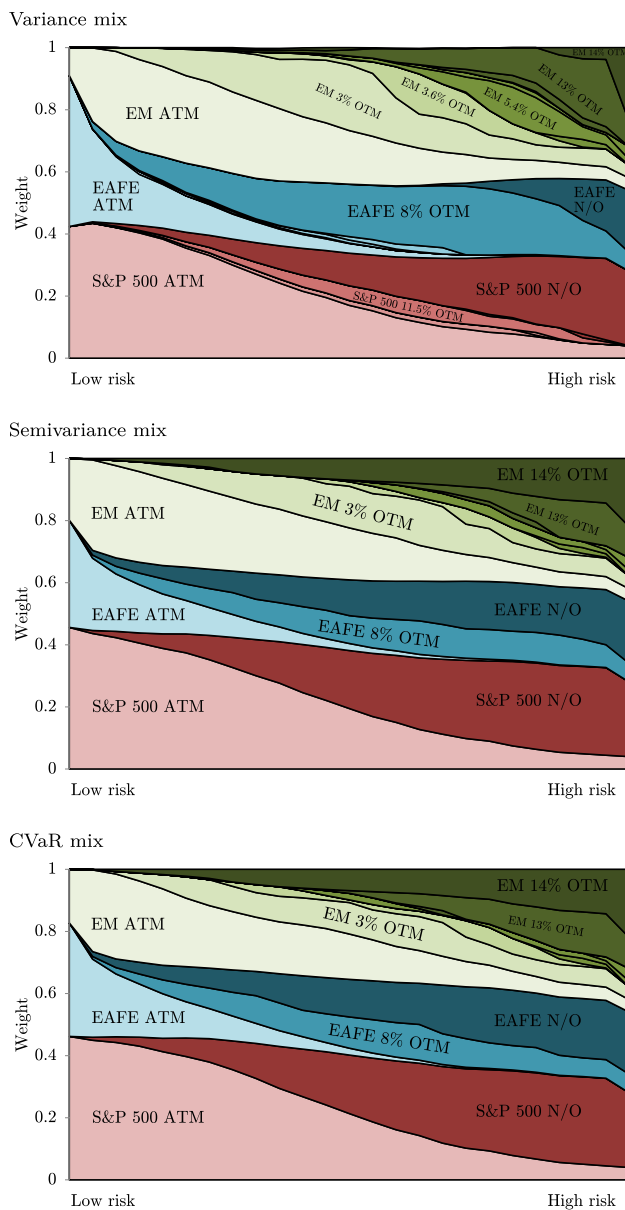 Variance mix
1
EM 14% OTM
EM 13% OTM
EM 3% OTM
EM 3.6% OTM
EM 5.4% OTM
0.8
EM ATM
0.6
Weight
EAFE
ATM
EAFE
N/O
EAFE 8% OTM
0.4
S&P 500 ATM
S&P 500 N/O
0.2
S&P 500 11.5% OTM
0
Low risk
High risk
Semivariance mix
1
EM 14% OTM
EM 3% OTM
EM 13% OTM
EM ATM
0.8
0.6
Weight
EAFE ATM
EAFE N/O
EAFE 8% OTM
0.4
S&P 500 ATM
S&P 500 N/O
0.2
0
Low risk
High risk
CVaR mix
1
EM 14% OTM
EM ATM
EM 3% OTM
EM 13% OTM
0.8
0.6
Weight
EAFE ATM
EAFE N/O
EAFE 8% OTM
0.4
S&P 500 ATM
S&P 500 N/O
0.2
0
Low risk
High risk